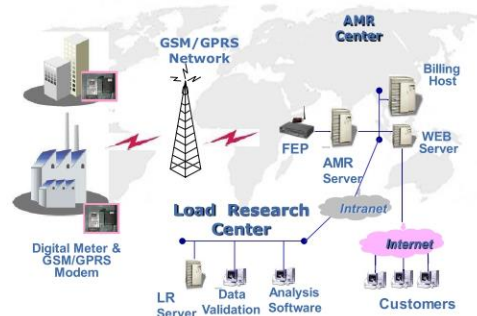 GSM/GPRS
Network
AMR
Center
Billing
Host
FEP
AMR
Server
WEB
Server
Intranet
Load Research
Center
Internet
Digital Meter &
GSM/GPRS
Modem
LR
Server
Data
Validation
Analysis
Software
Customers